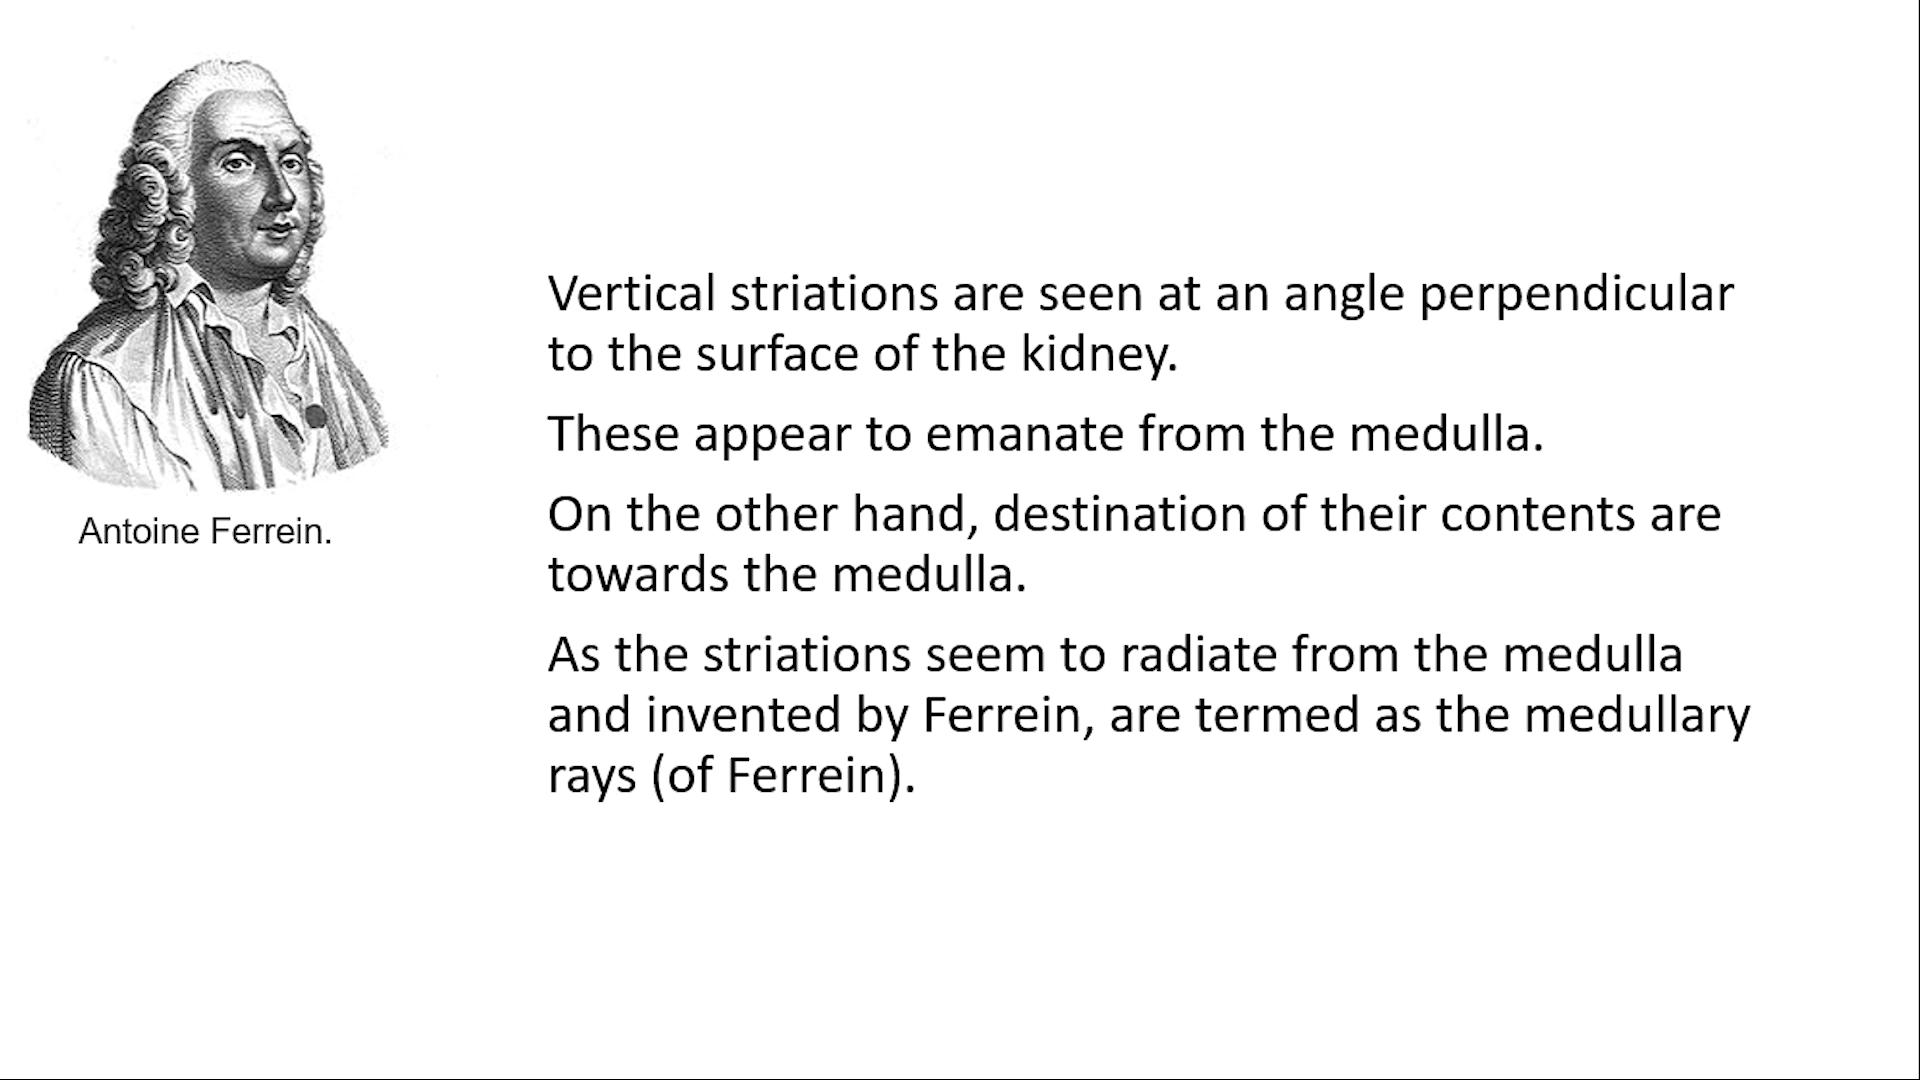 Antoine Ferrein.
Vertical striations are seen at an angle perpendicular
to the surface of the kidney.
These appear to emanate from the medulla.
On the other hand, destination of their contents are
towards the medulla.
As the striations seem to radiate from the medulla
and invented by Ferrein, are termed as the medullary
rays (of Ferrein).